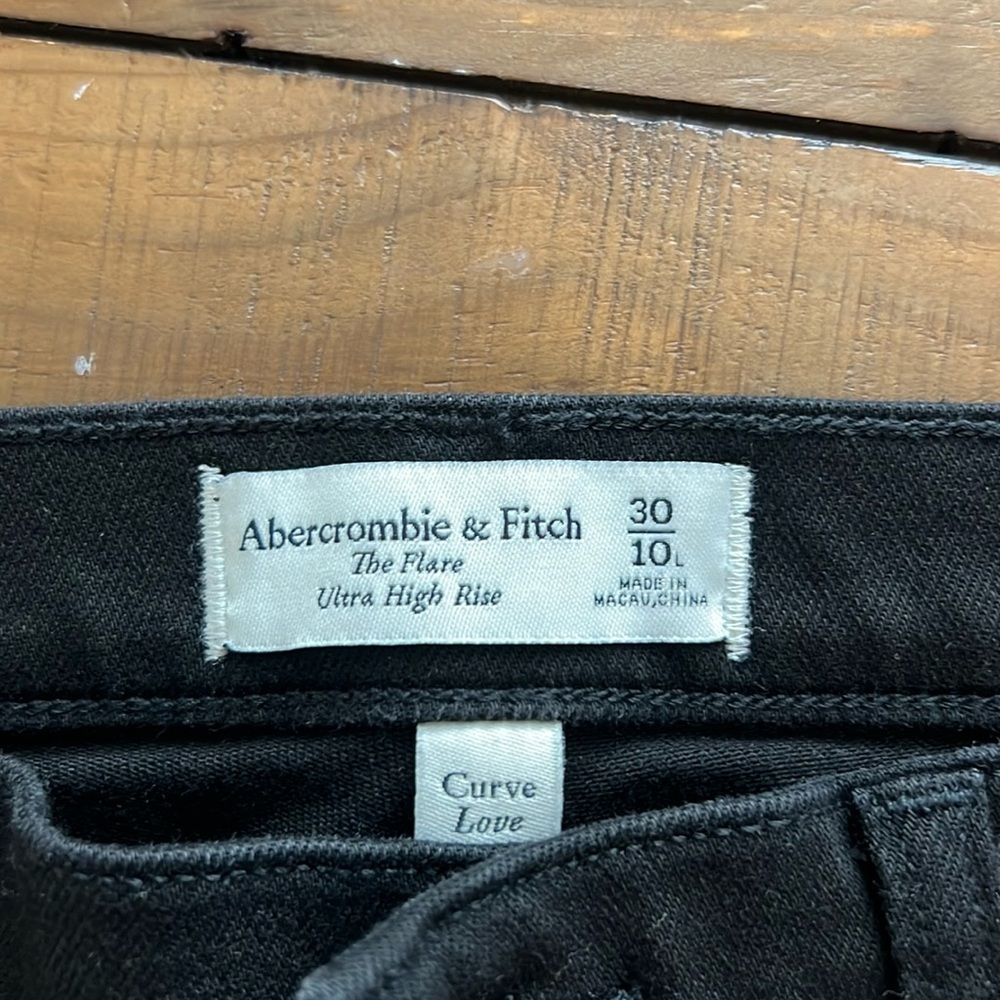 Abercrombie & Fitch
The Flare
Ultra High Rise
30
10L
MADE IN
MACAU,CHINA
Curve
Love